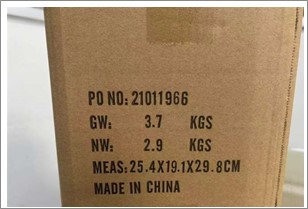 PO NO: 21011966
GW: 3.7 KGS
NW: 2.9 KGS
MEAS: 25.4X19.1X29.8CM
MADE IN CHINA